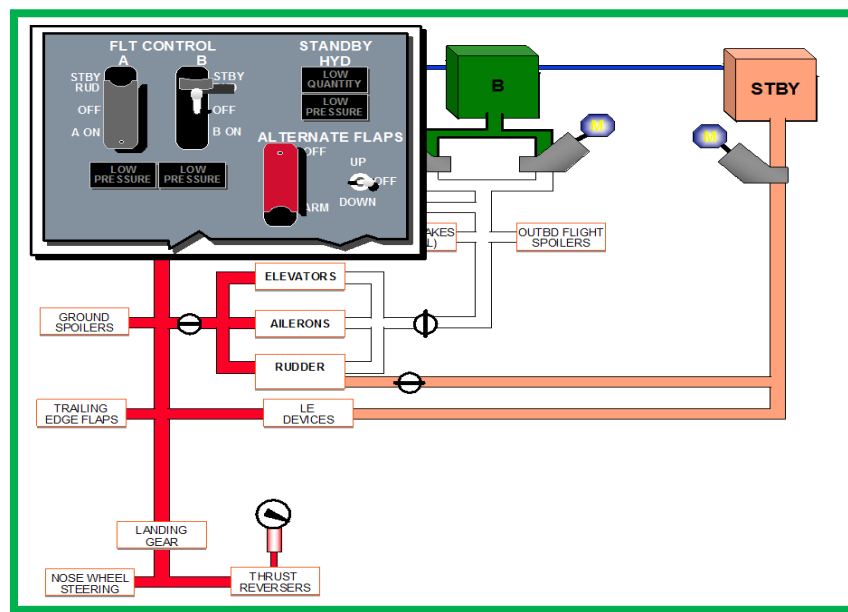 FLT CONTROL
A
B
STANDBY
HYD
STBY
RUD
STBY
OFF
OFF
A ON
B ON
LOW
QUANTITY
LOW
PRESSURE
LOW
PRESSURE
LOW
PRESSURE
ALTERNATE FLAPS
OFF
UP
OFF
ARM
DOWN
B
STBY
M
M
AKES
L)
OUTBD FLIGHT
SPOILERS
ELEVATORS
GROUND
SPOILERS
AILERONS
RUDDER
TRAILING
EDGE FLAPS
LE
DEVICES
LANDING
GEAR
NOSE WHEEL
STEERING
THRUST
REVERSERS